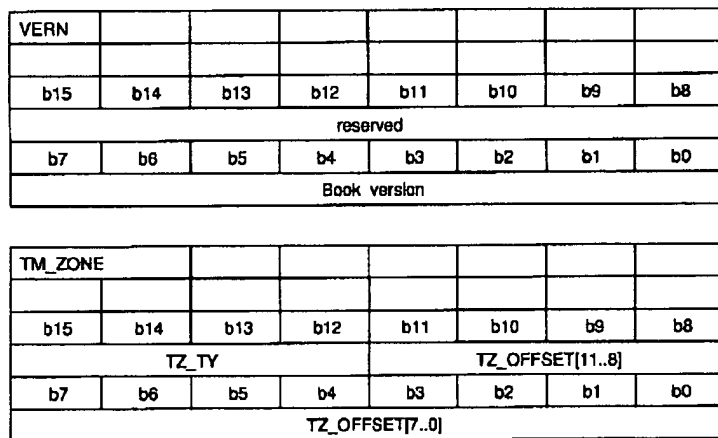 VERN
b15 b14 b13 b12 b11 b10 b9 b8
reserved
b7 b6 b5 b4 b3 b2 b1 b0
Book version
TM_ZONE
b15 b14 b13 b12 b11 b10 b9 b8
TZ_TY TZ_OFFSET[11..8]
b7 b6 b5 b4 b3 b2 b1 b0
TZ_OFFSET[7..0]